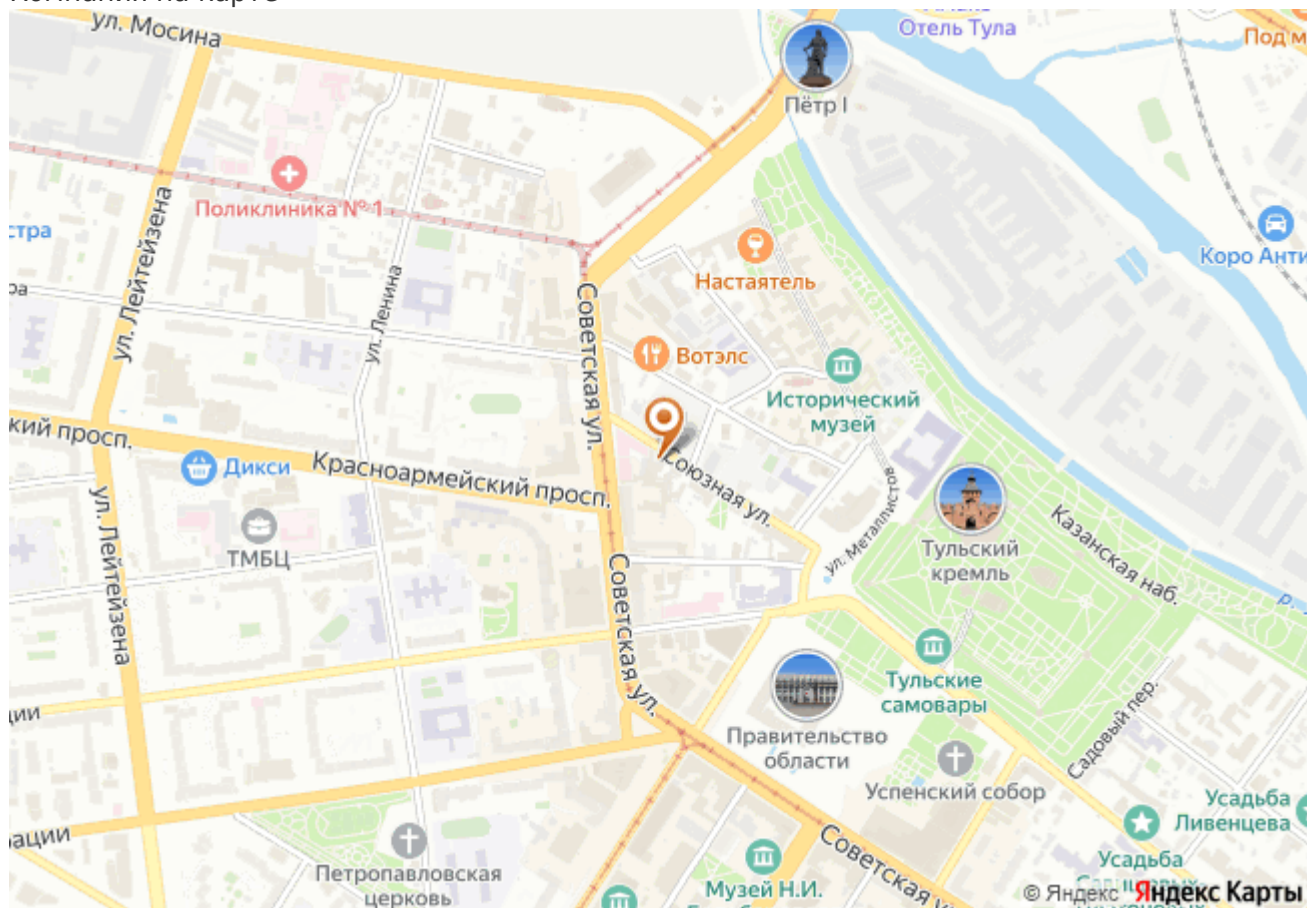 ул. Мосина
Отель Тула
Под м
Пётр I
Поликлиника № 1
стра
ул. Лейтейзена
Коро Анти
Настаятель
ра
ул. Ленина
Советская ул.
Вотэлс
Исторический
музей
кий просп.
Дикси
Красноармейский просп.
Союзная ул.
ул. Металлистов
ул. Лейтейзена
ТМБЦ
Тульский
кремль
Казанская наб.
р.
Советская ул.
Тульские
самовары
ции
Правительство
области
Садовый пер.
Успенский собор
Усадьба
Ливенцева
рации
Петропавловская
церковь
Музей Н.И.
Советская у
Усадьба
© Яндекс Яндекс Карты